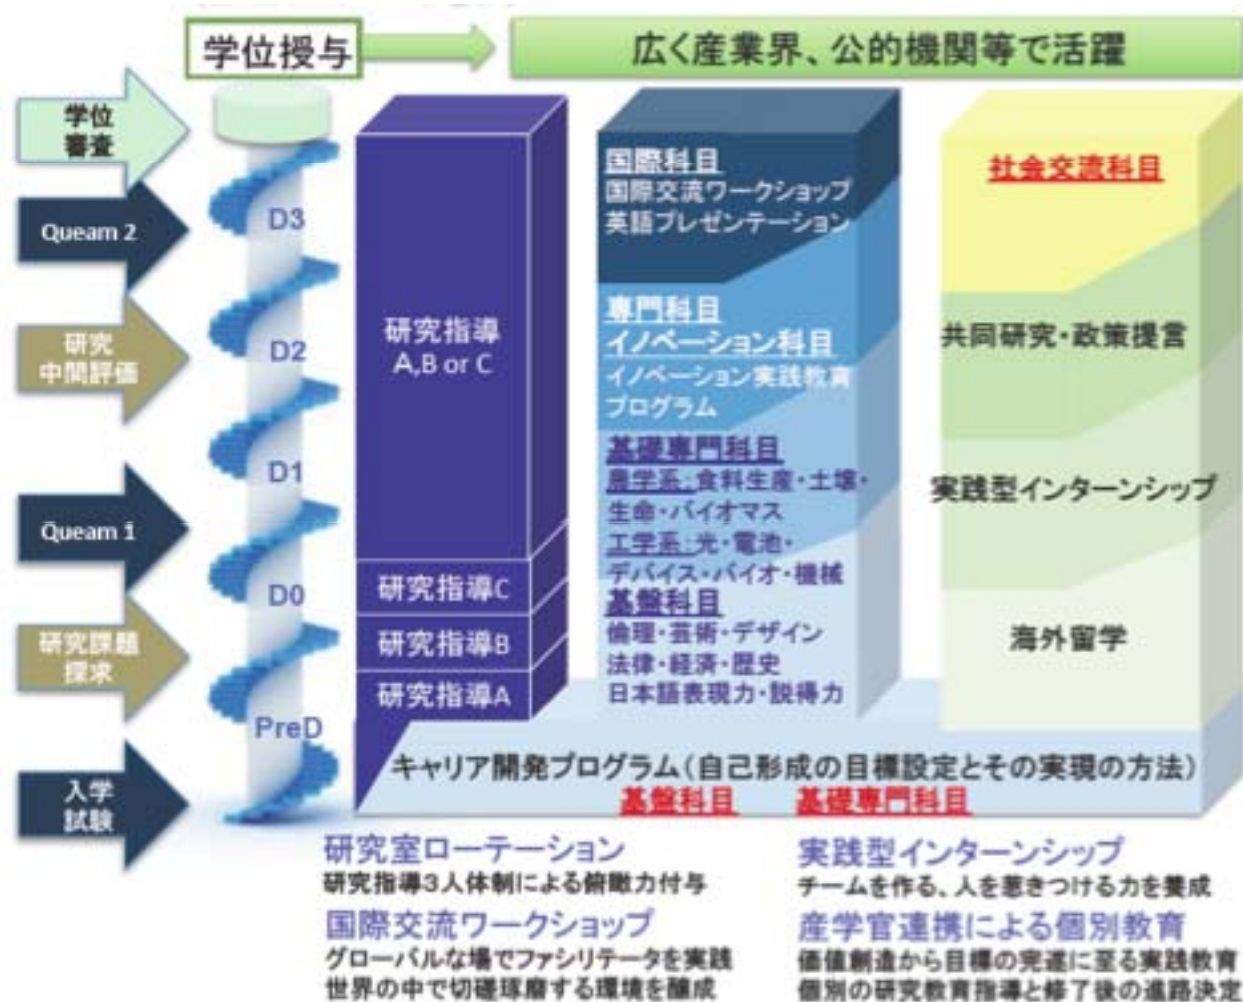 学位授与
広く産業界、公的機関等で活躍
学位
審査
Queam 2
研究
中間評価
Queam 1
研究課題
探求
入学
試験
D3
D2
D1
D0
PreD
研究指導
A,B or C
研究指導C
研究指導B
研究指導A
国際科目
国際交流ワークショップ
英語プレゼンテーション
専門科目
イノベーション科目
イノベーション実践教育
プログラム
基礎専門科目
農学系:食料生産・土壌・
生命・バイオマス
工学系:光・電池・
デバイス・バイオ・機械
基盤科目
倫理・芸術・デザイン
法律・経済・歴史
日本語表現力・説得力
社会交流科目
共同研究・政策提言
実践型インターンシップ
海外留学
キャリア開発プログラム(自己形成の目標設定とその実現の方法)
基盤科目 基礎専門科目
研究室ローテーション
研究指導3人体制による俯瞰力付与
国際交流ワークショップ
グローバルな場でファシリテータを実践
世界の中で切磋琢磨する環境を醸成
実践型インターンシップ
チームを作る、人を惹きつける力を養成
産学官連携による個別教育
価値創造から目標の完遂に至る実践教育
個別の研究教育指導と修了後の進路決定